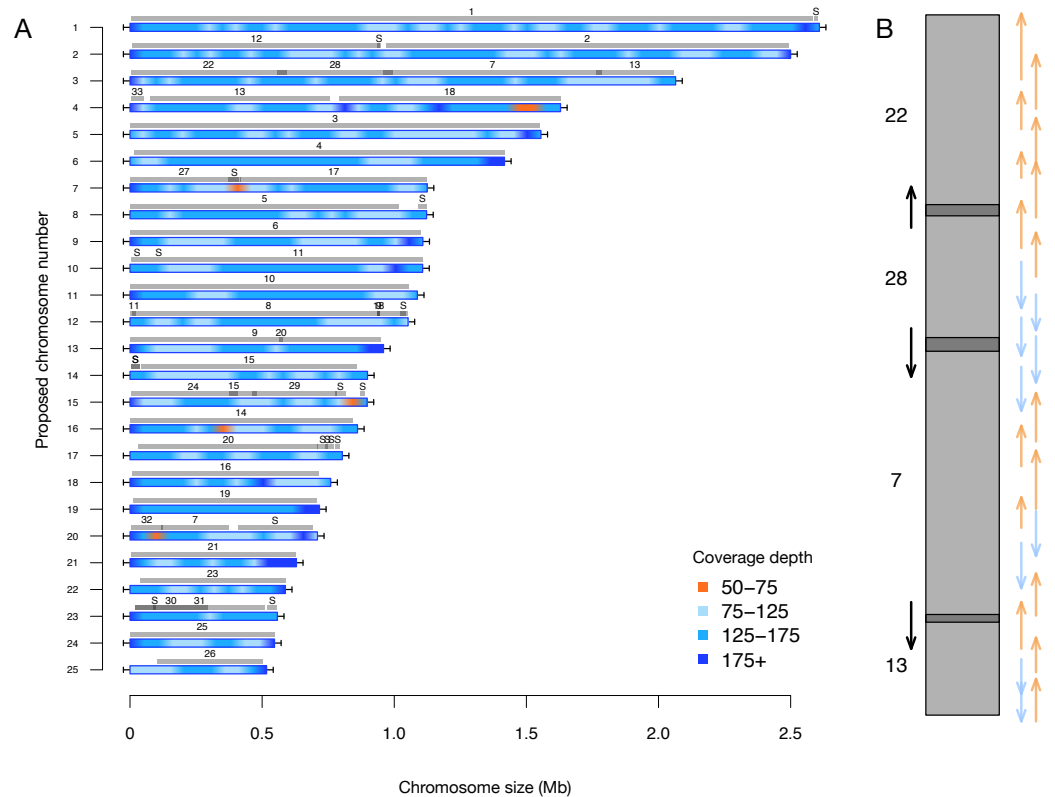 A
B
1 S
1
12 S 2
2
22 28 7 13
3
33 13 18
4
3
5
4
6
27 S 17
7
5 S
8
6
9
S S 11
10
10
11
11 8 9 18 S
12
9 20
13
S 15
14
24 15 29 S S
15
14
16
20 S S S S
17
16
18
19
19
32 7 S
20
21
21
23
22
S 30 31 S
23
25
24
26
25
Proposed chromosome number
0 0.5 1.0 1.5 2.0 2.5
Chromosome size (Mb)
Coverage depth
50−75
75−125
125−175
175+
22
28
7
13